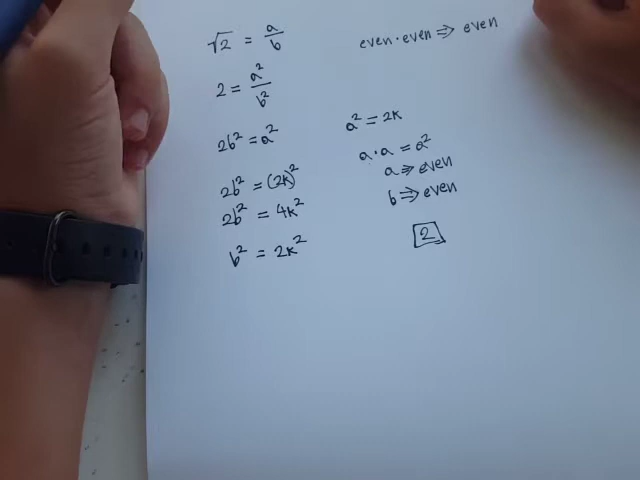 √2 = a/b
even · even ⇒ even
2 = a²/b²
2b² = a²
a² = 2k
a · a = a²
2b² = (2k)²
a ⇒ even
2b² = 4k²
b ⇒ even
b² = 2k²
2